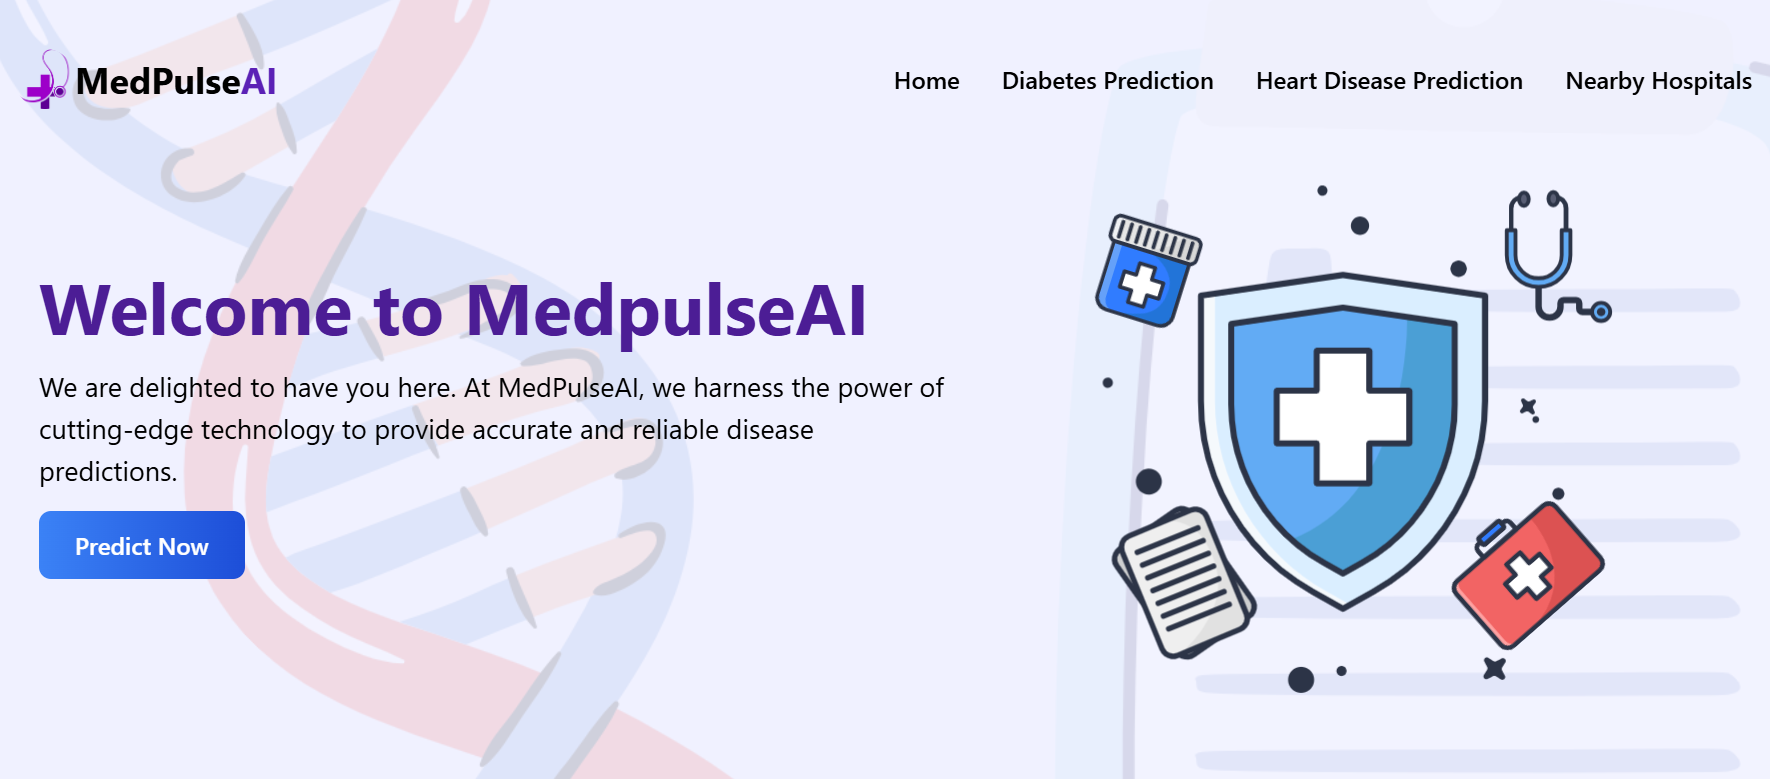 MedPulseAI
Home Diabetes Prediction Heart Disease Prediction Nearby Hospitals
Welcome to MedpulseAI
We are delighted to have you here. At MedPulseAI, we harness the power of
cutting-edge technology to provide accurate and reliable disease
predictions.
Predict Now